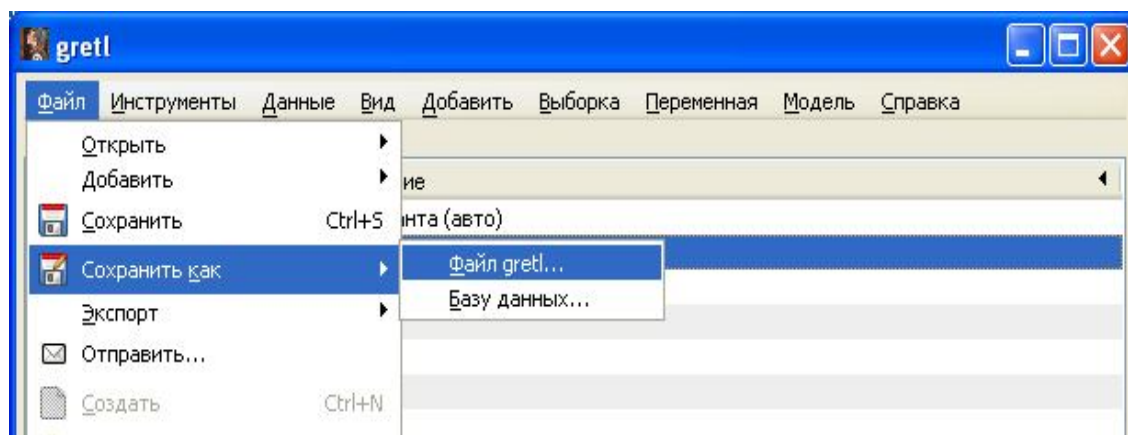 gretl
Файл Инструменты Данные Вид Добавить Выборка Переменная Модель Справка
Открыть
Добавить
ие
Сохранить Ctrl+S
нта (авто)
Сохранить как
Файл gretl...
Базу данных...
Экспорт
Отправить...
Создать Ctrl+N